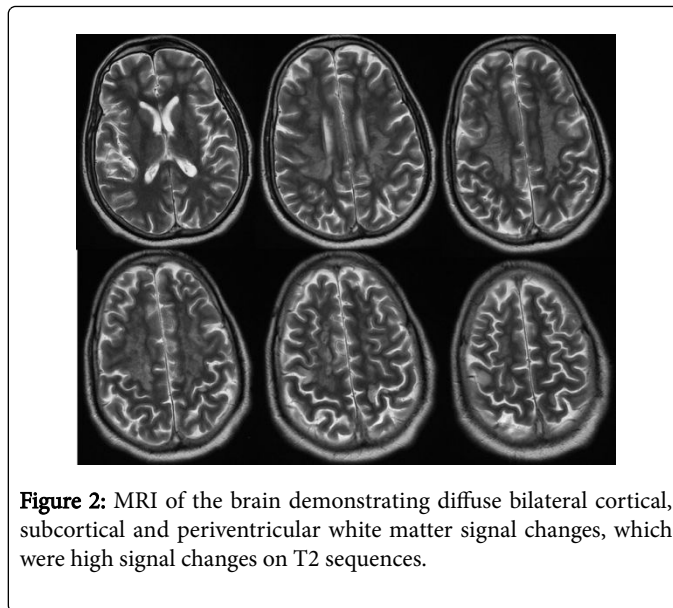 Figure 2: MRI of the brain demonstrating diffuse bilateral cortical,
subcortical and periventricular white matter signal changes, which
were high signal changes on T2 sequences.